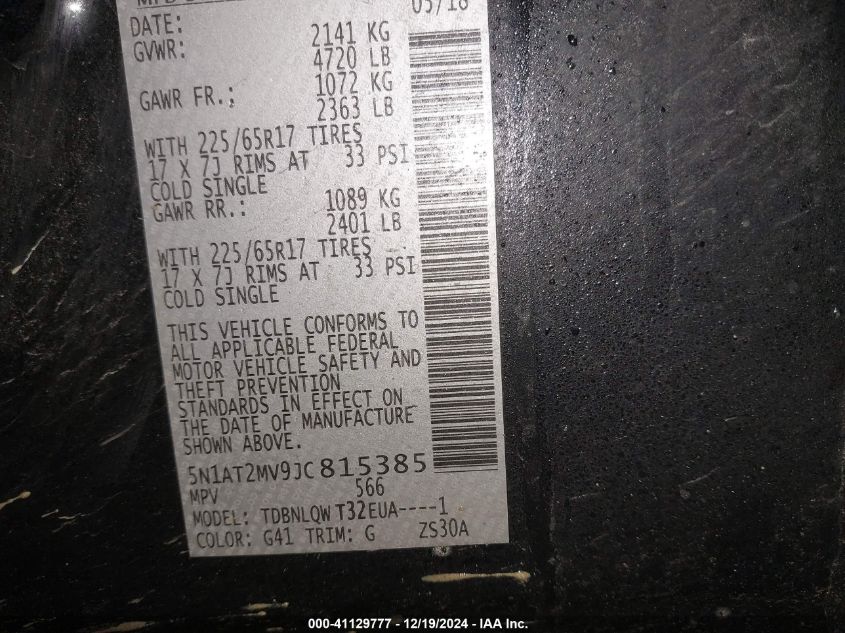 05/18
DATE:
GVWR: 2141 KG
4720 LB
GAWR FR.: 1072 KG
2363 LB
WITH 225/65R17 TIRES
17 X 7J RIMS AT 33 PSI
COLD SINGLE
GAWR RR.: 1089 KG
2401 LB
WITH 225/65R17 TIRES
17 X 7J RIMS AT 33 PSI
COLD SINGLE
THIS VEHICLE CONFORMS TO
ALL APPLICABLE FEDERAL
MOTOR VEHICLE SAFETY AND
THEFT PREVENTION
STANDARDS IN EFFECT ON
THE DATE OF MANUFACTURE
SHOWN ABOVE.
5N1AT2MV9JC815385
MPV 566
MODEL: TDBNLQW T32EUA----1
COLOR: G41 TRIM: G ZS30A
000-41129777 - 12/19/2024 - IAA Inc.